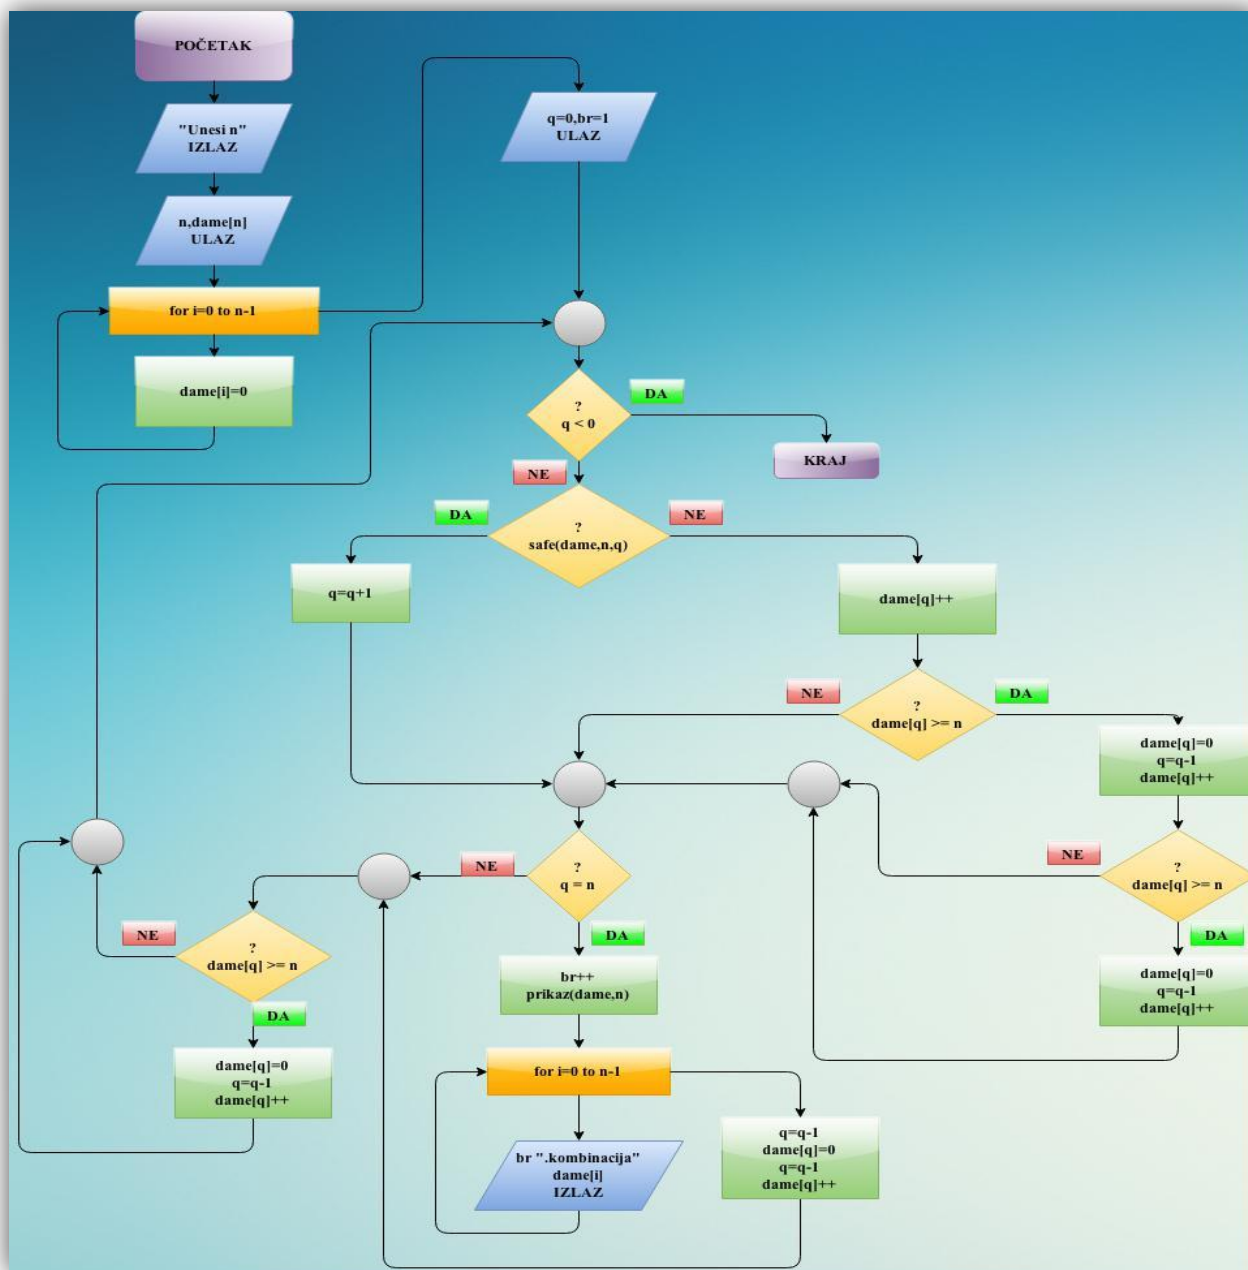 POČETAK
"Unesi n"
IZLAZ
n,dame[n]
ULAZ
for i=0 to n-1
dame[i]=0
q=0,br=1
ULAZ
?
q < 0
DA
KRAJ
NE
?
safe(dame,n,q)
DA
NE
q=q+1
dame[q]++
?
dame[q] >= n
NE
DA
dame[q]=0
q=q-1
dame[q]++
?
dame[q] >= n
NE
DA
dame[q]=0
q=q-1
dame[q]++
?
q = n
NE
DA
?
dame[q] >= n
NE
DA
dame[q]=0
q=q-1
dame[q]++
br++
prikaz(dame,n)
for i=0 to n-1
br ".kombinacija"
dame[i]
IZLAZ
q=q-1
dame[q]=0
q=q-1
dame[q]++